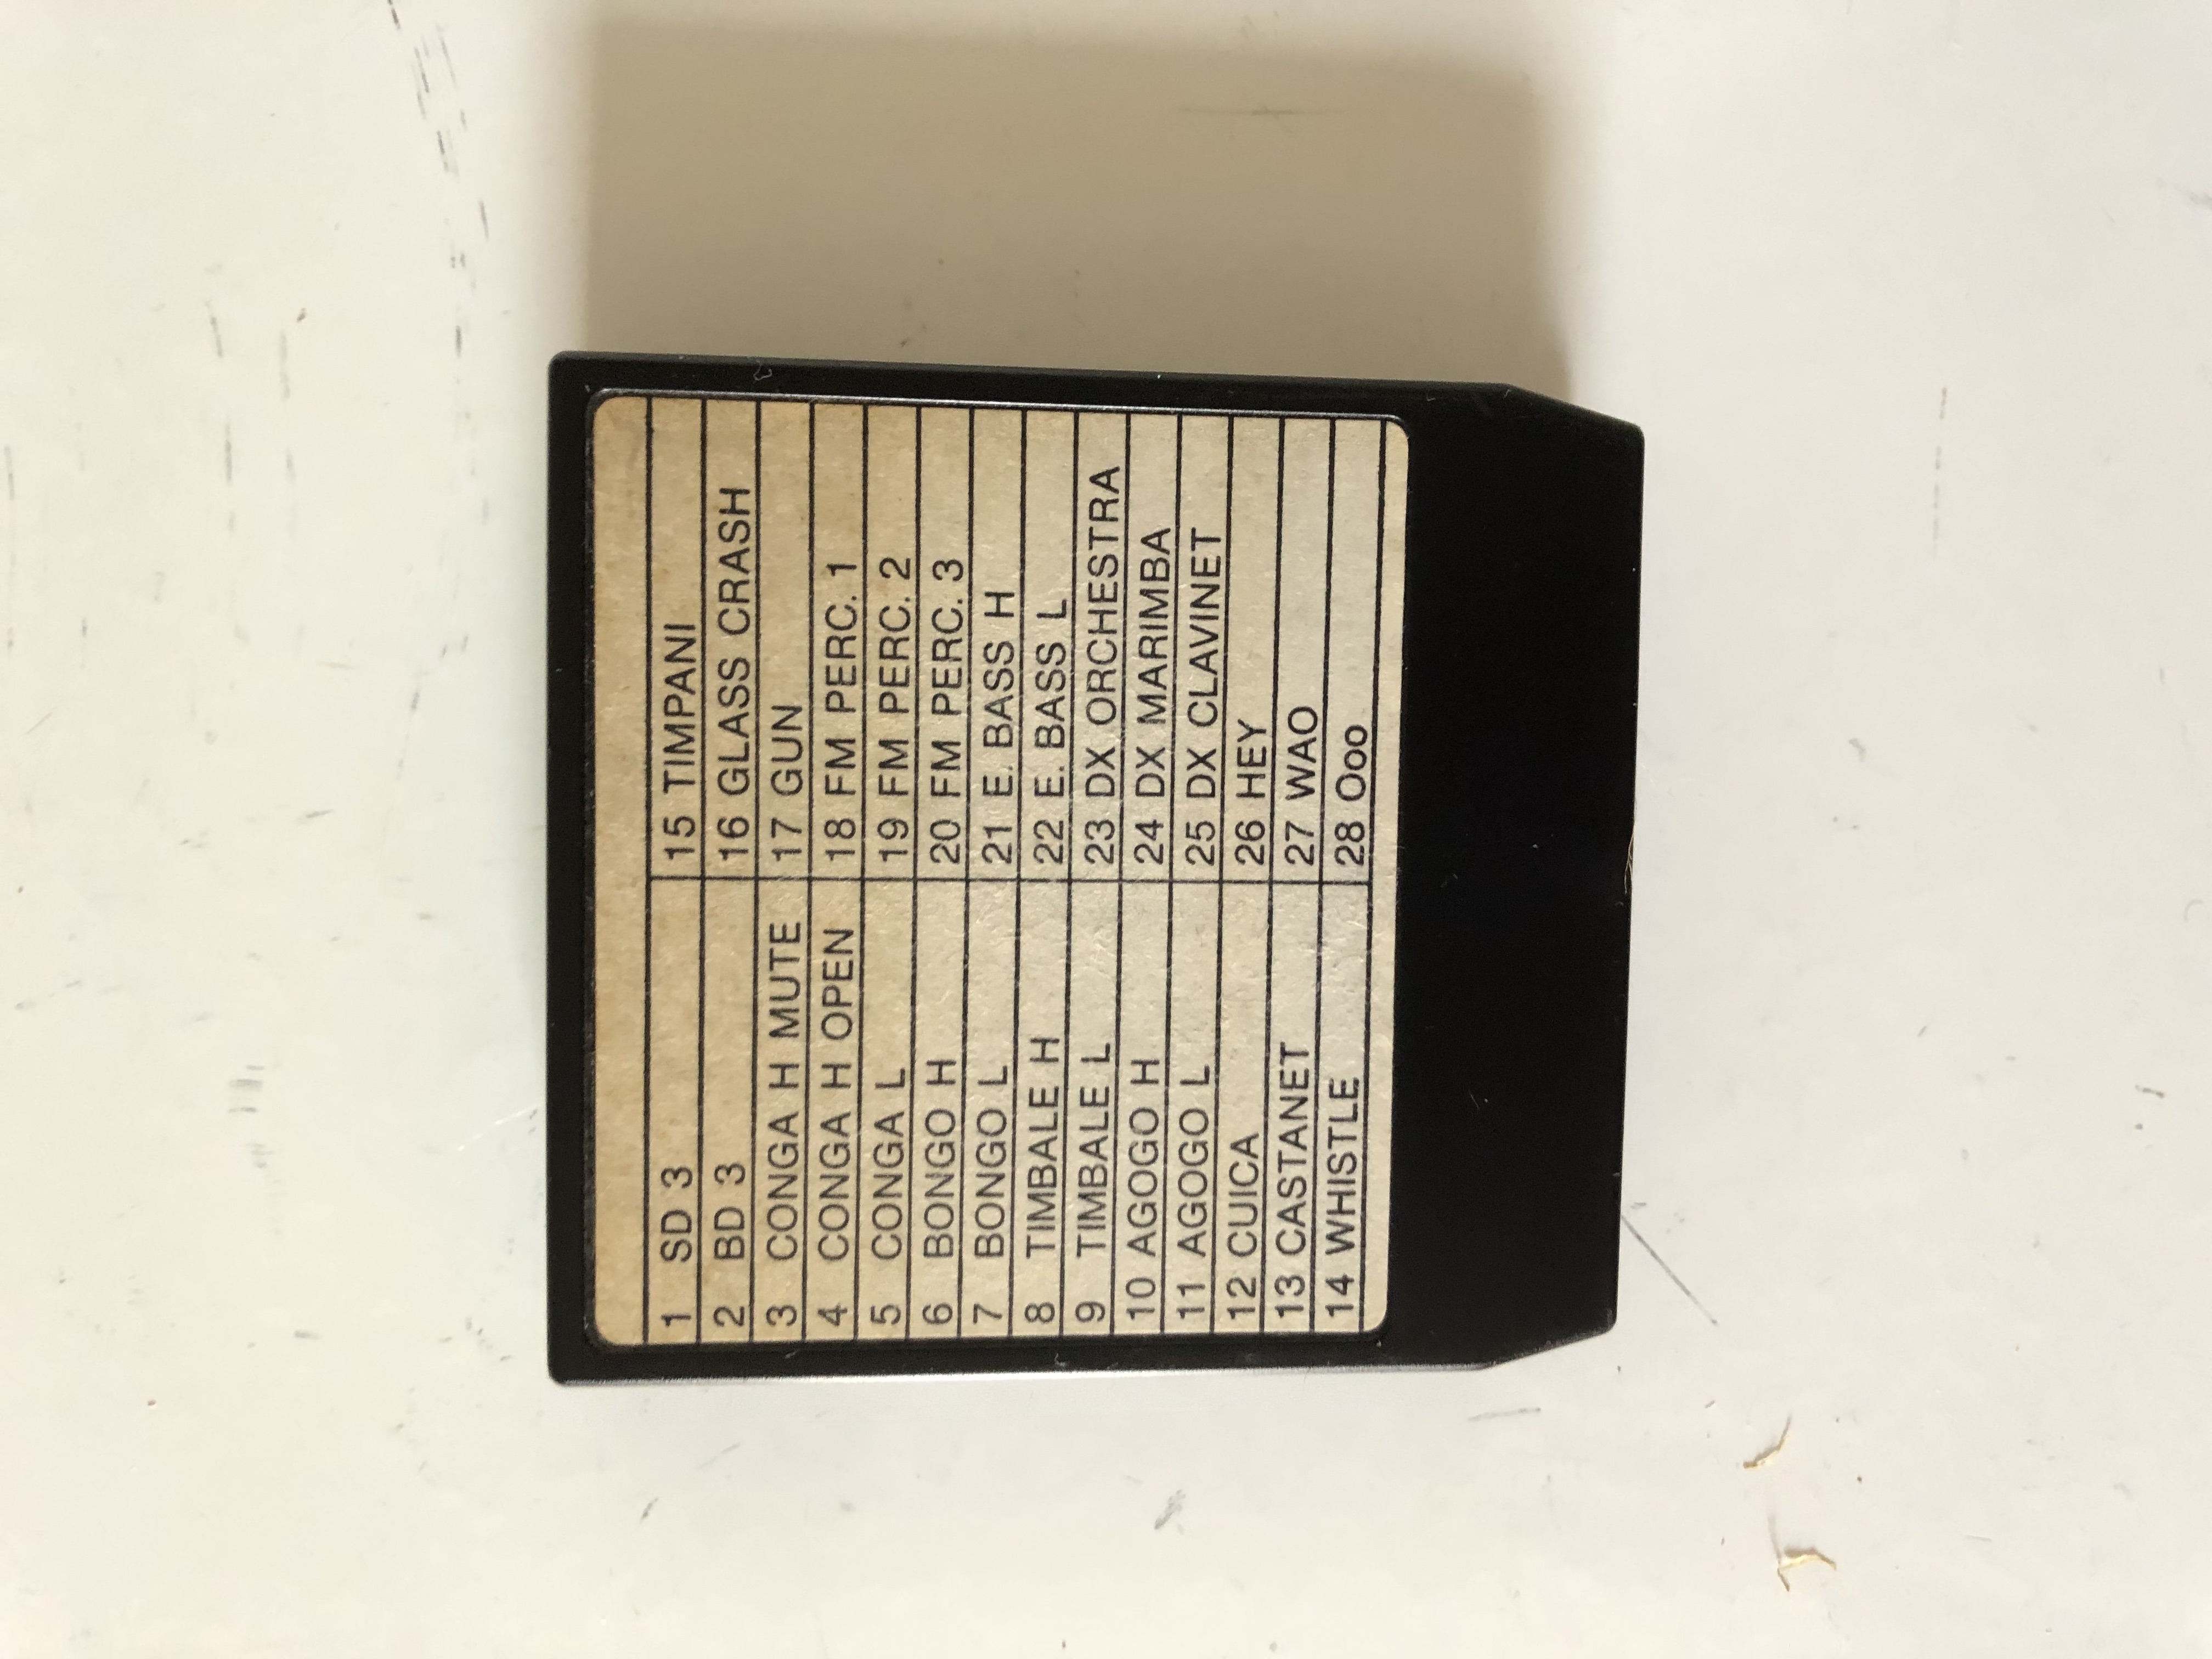 1 SD 3
2 BD 3
3 CONGA H MUTE
4 CONGA H OPEN
5 CONGA L
6 BONGO H
7 BONGO L
8 TIMBALE H
9 TIMBALE L
10 AGOGO H
11 AGOGO L
12 CUICA
13 CASTANET
14 WHISTLE
15 TIMPANI
16 GLASS CRASH
17 GUN
18 FM PERC. 1
19 FM PERC. 2
20 FM PERC. 3
21 E. BASS H
22 E. BASS L
23 DX ORCHESTRA
24 DX MARIMBA
25 DX CLAVINET
26 HEY
27 WAO
28 Ooo